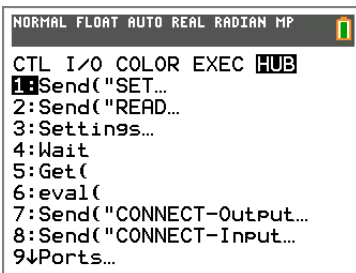 NORMAL FLOAT AUTO REAL RADIAN MP
CTL I/O COLOR EXEC HUB
1:Send("SET…
2:Send("READ…
3:Settings…
4:Wait
5:Get(
6:eval(
7:Send("CONNECT-Output…
8:Send("CONNECT-Input…
9↓Ports…